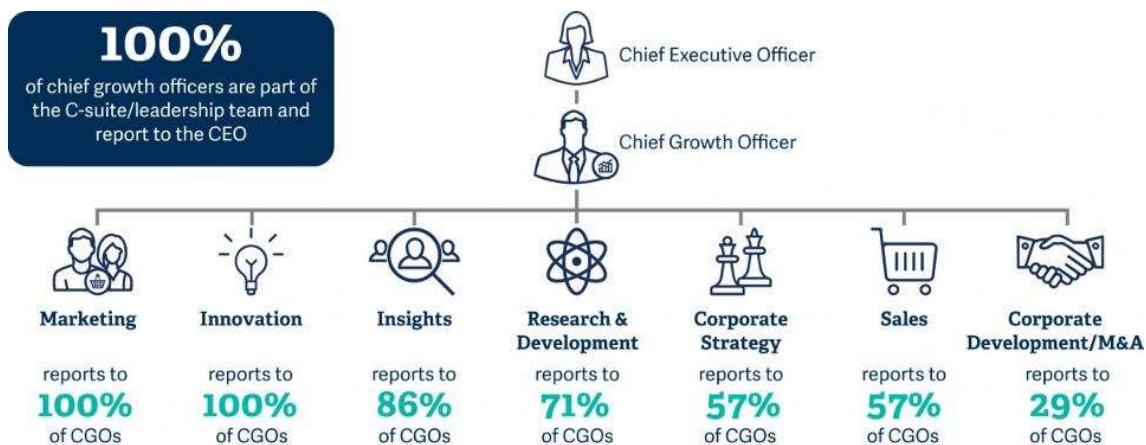 100%
of chief growth officers are part of
the C-suite/leadership team and
report to the CEO
Chief Executive Officer
Chief Growth Officer
Marketing
reports to
100%
of CGOs
Innovation
reports to
100%
of CGOs
Insights
reports to
86%
of CGOs
Research &
Development
reports to
71%
of CGOs
Corporate
Strategy
reports to
57%
of CGOs
Sales
reports to
57%
of CGOs
Corporate
Development/M&A
reports to
29%
of CGOs